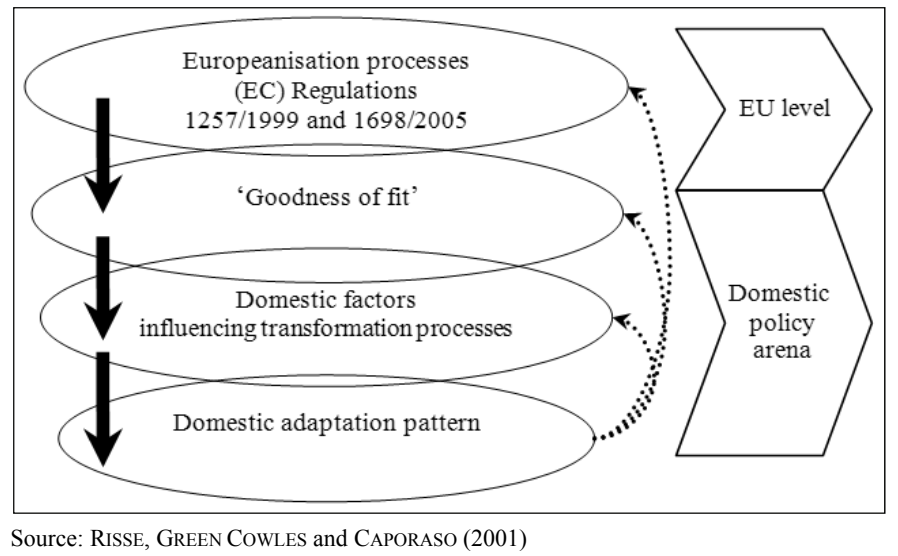 Europeanisation processes
(EC) Regulations
1257/1999 and 1698/2005
EU level
‘Goodness of fit’
Domestic factors
influencing transformation processes
Domestic
policy
arena
Domestic adaptation pattern
Source: RISSE, GREEN COWLES and CAPORASO (2001)